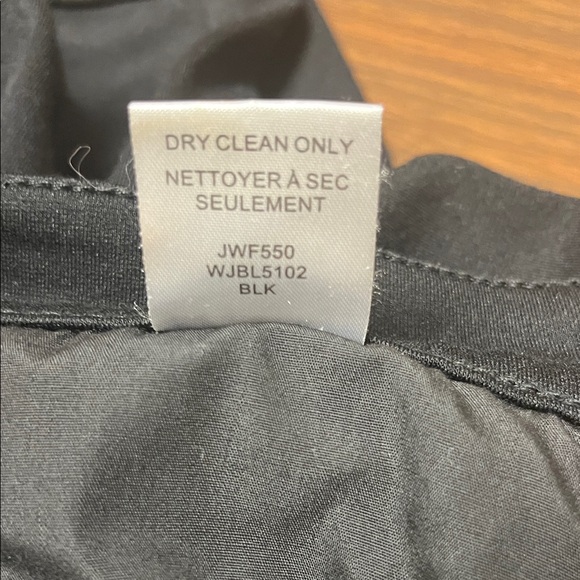 DRY CLEAN ONLY
NETTOYER À SEC
SEULEMENT
JWF550
WJBL5102
BLK